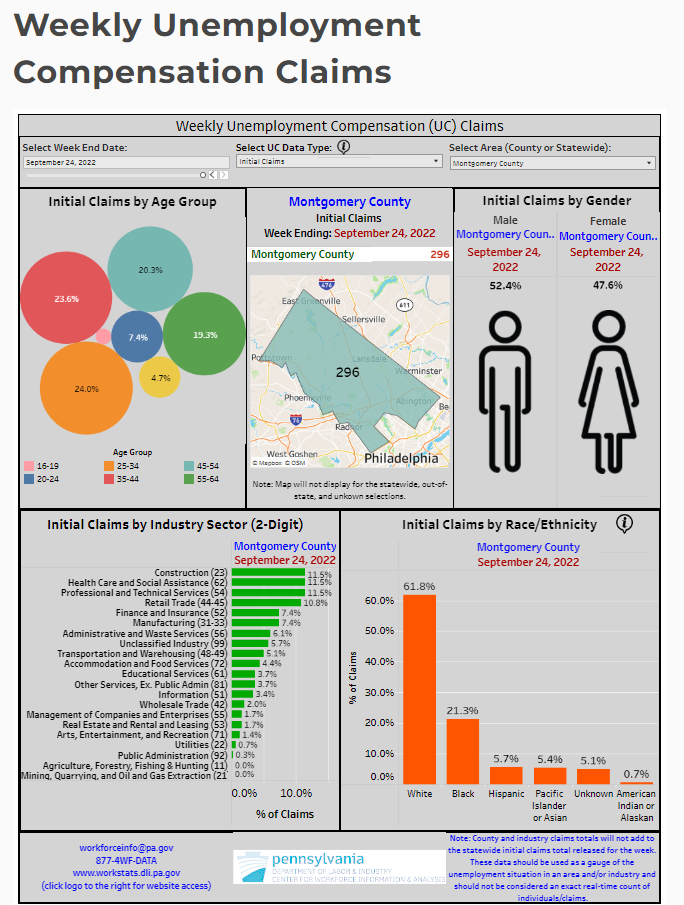 Weekly Unemployment
Compensation Claims
Weekly Unemployment Compensation (UC) Claims
Select Week End Date:
September 24, 2022
Select UC Data Type:
Initial Claims
Select Area (County or Statewide):
Montgomery County
Initial Claims by Age Group
20.3%
23.6%
19.3%
7.4%
4.7%
24.0%
Age Group
16-19
25-34
45-54
20-24
35-44
55-64
Montgomery County
Initial Claims
Week Ending: September 24, 2022
Montgomery County 296
476
East Greenville
611
Sellersville
Pottstown
Lansdale
296
Warminster
Phoenixville
Abington
Be
76
Radnor
West Goshen
Philadelphia
© Mapbox © OSM
Note: Map will not display for the statewide, out-of-
state, and unkown selections.
Initial Claims by Gender
Male
Montgomery Coun..
September 24,
2022
52.4%
Female
Montgomery Coun..
September 24,
2022
47.6%
Initial Claims by Industry Sector (2-Digit)
Montgomery County
September 24, 2022
Construction (23) 11.5%
Health Care and Social Assistance (62) 11.5%
Professional and Technical Services (54) 11.5%
Retail Trade (44-45) 10.8%
Finance and Insurance (52) 7.4%
Manufacturing (31-33) 7.4%
Administrative and Waste Services (56) 6.1%
Unclassified Industry (99) 5.7%
Transportation and Warehousing (48-49) 5.1%
Accommodation and Food Services (72) 4.4%
Educational Services (61) 3.7%
Other Services, Ex. Public Admin (81) 3.7%
Information (51) 3.4%
Wholesale Trade (42) 2.0%
Management of Companies and Enterprises (55) 1.7%
Real Estate and Rental and Leasing (53) 1.7%
Arts, Entertainment, and Recreation (71) 1.4%
Utilities (22) 0.7%
Public Administration (92) 0.3%
Agriculture, Forestry, Fishing & Hunting (11) 0.0%
Mining, Quarrying, and Oil and Gas Extraction (21 0.0%
0.0% 10.0%
% of Claims
Initial Claims by Race/Ethnicity
Montgomery County
September 24, 2022
% of Claims
60.0%
50.0%
40.0%
30.0%
20.0%
10.0%
0.0%
61.8%
21.3%
5.7%
5.4%
5.1%
0.7%
White
Black
Hispanic
Pacific
Islander
or Asian
Unknown
American
Indian or
Alaskan
workforceinfo@pa.gov
877-4WF-DATA
www.workstats.dli.pa.gov
(click logo to the right for website access)
pennsylvania
DEPARTMENT OF LABOR & INDUSTRY
CENTER FOR WORKFORCE INFORMATION & ANALYSIS
Note: County and industry claims totals will not add to
the statewide initial claims total released for the week.
These data should be used as a gauge of the
unemployment situation in an area and/or industry and
should not be considered an exact real-time count of
individuals/claims.